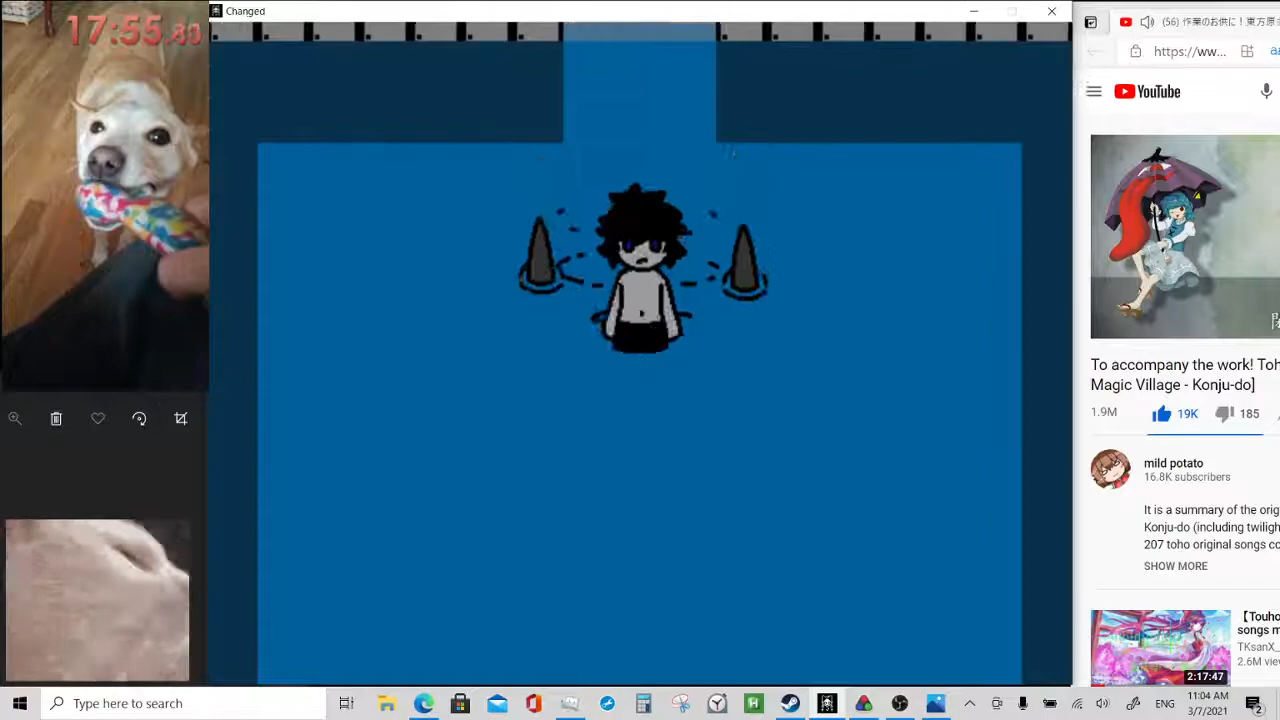 17:55.43
Changed
(56) 作業のお供に！東方原
https://ww...
YouTube
To accompany the work! Toh
Magic Village - Konju-do]
1.9M
19K
185
mild potato
16.8K subscribers
It is a summary of the orig
Konju-do (including twiligh
207 toho original songs co
SHOW MORE
【Touho
songs m
TKsanX_
2.6M view
2:17:47
Type here to search
11:04 AM
3/7/2021
2